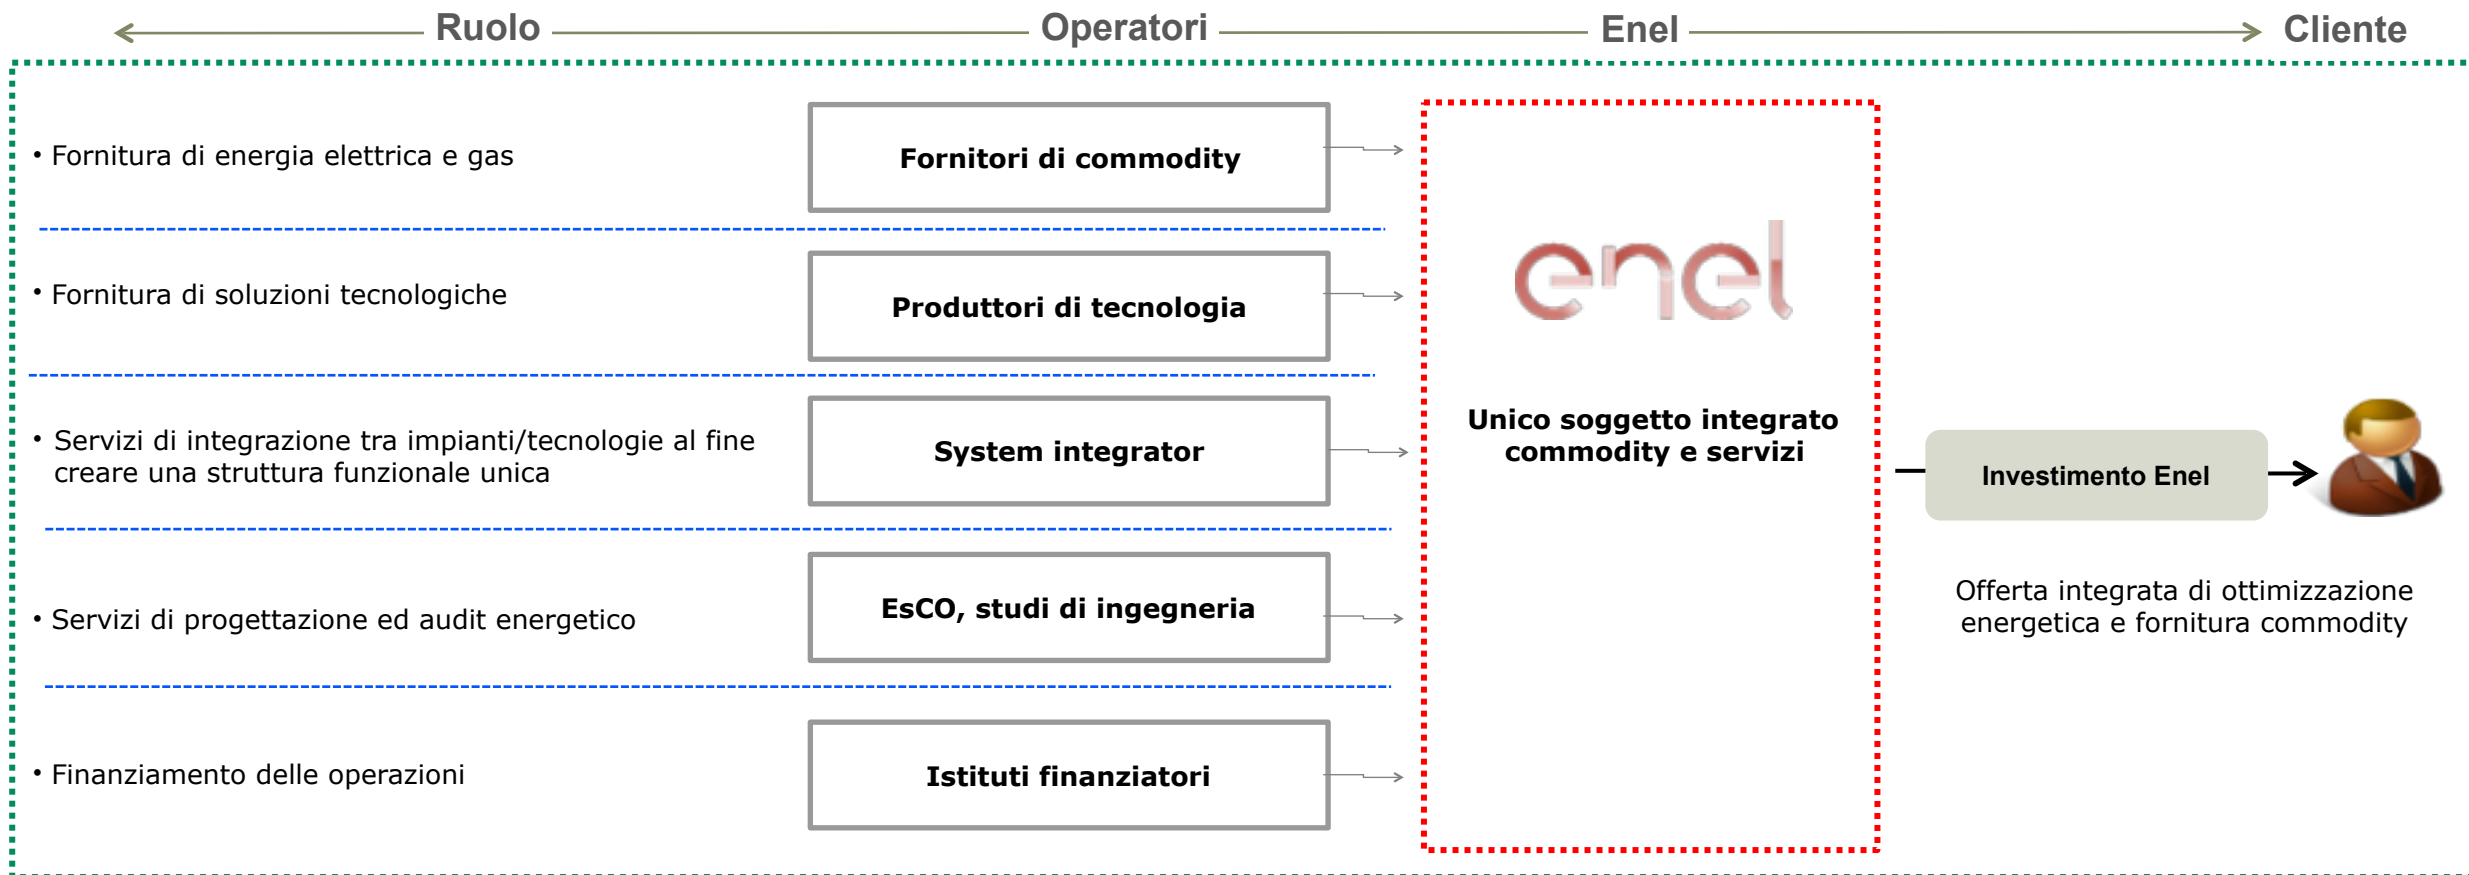 Ruolo
Operatori
Enel
Cliente
• Fornitura di energia elettrica e gas
Fornitori di commodity
• Fornitura di soluzioni tecnologiche
Produttori di tecnologia
• Servizi di integrazione tra impianti/tecnologie al fine
creare una struttura funzionale unica
System integrator
• Servizi di progettazione ed audit energetico
EsCO, studi di ingegneria
• Finanziamento delle operazioni
Istituti finanziatori
enel
Unico soggetto integrato
commodity e servizi
Investimento Enel
Offerta integrata di ottimizzazione
energetica e fornitura commodity